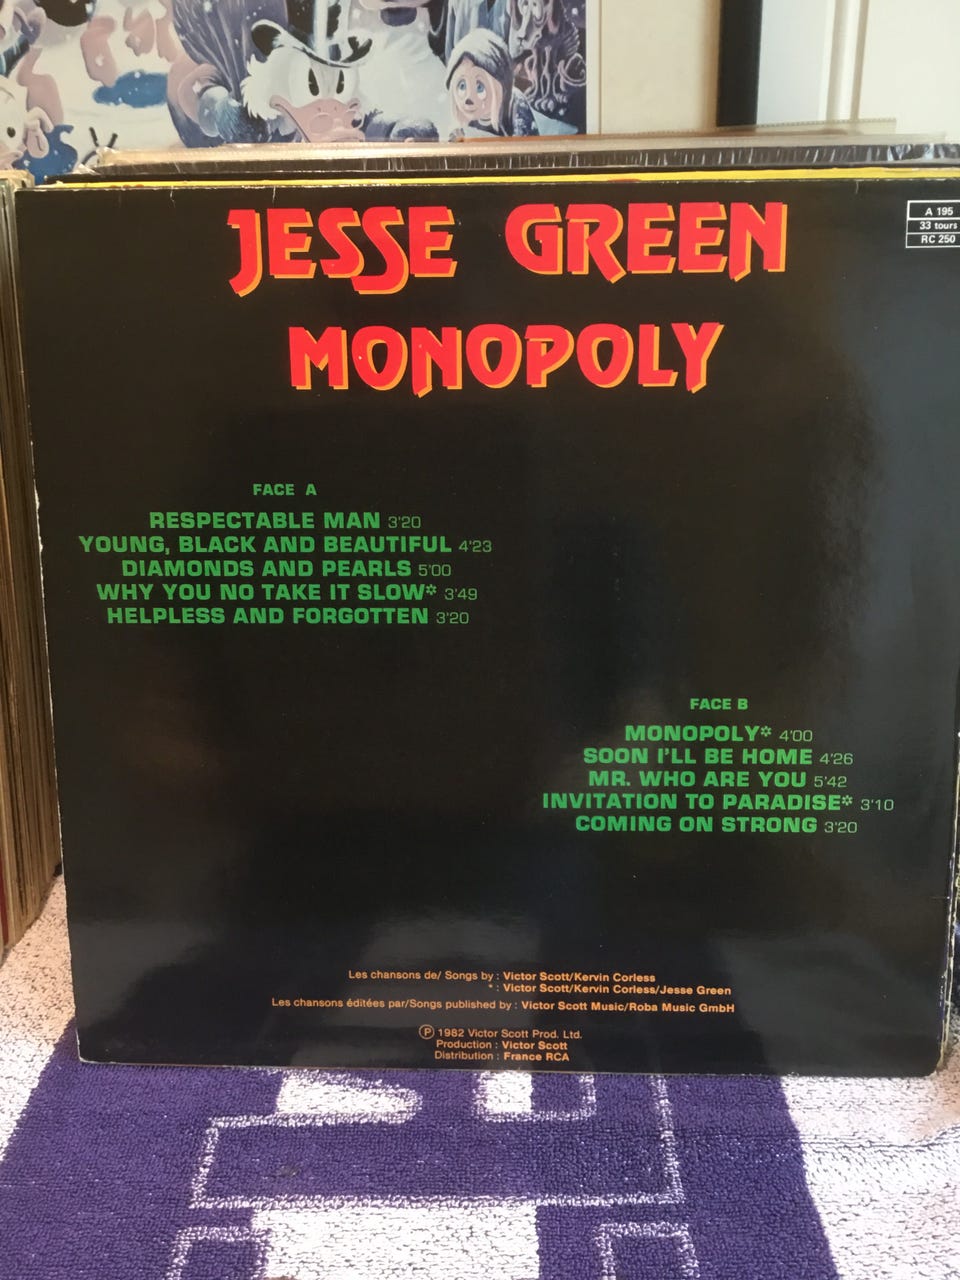 JESSE GREEN
MONOPOLY
A 195
33 tours
RC 250
FACE A
RESPECTABLE MAN 3'20
YOUNG, BLACK AND BEAUTIFUL 4'23
DIAMONDS AND PEARLS 5'00
WHY YOU NO TAKE IT SLOW* 3'49
HELPLESS AND FORGOTTEN 3'20
FACE B
MONOPOLY* 4'00
SOON I'LL BE HOME 4'26
MR. WHO ARE YOU 5'42
INVITATION TO PARADISE* 3'10
COMING ON STRONG 3'20
Les chansons de/ Songs by : Victor Scott/Kervin Corless
* : Victor Scott/Kervin Corless/Jesse Green
Les chansons éditées par/Songs published by : Victor Scott Music/Roba Music GmbH
℗ 1982 Victor Scott Prod. Ltd.
Production : Victor Scott
Distribution : France RCA